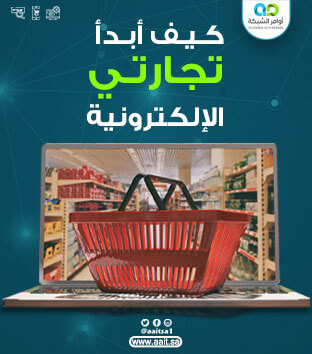 أوامر الشبكة
كيف أبدأ
تجارتي
الإلكترونية
@aaitsa1
www.aait.sa